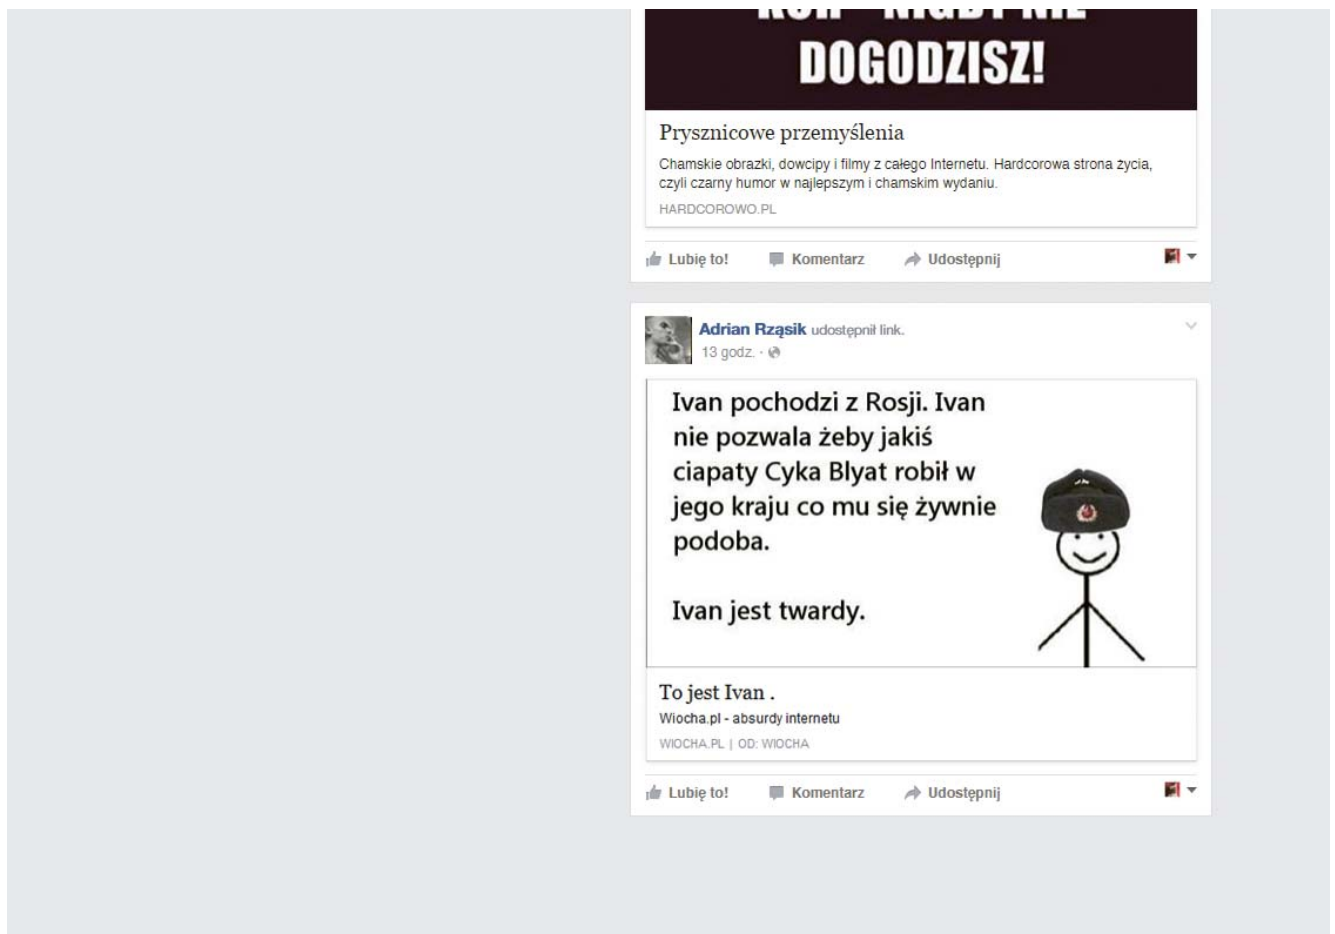 DOGODZISZ!
Prysznicowe przemyślenia
Chamskie obrazki, dowcipy i filmy z całego Internetu. Hardcorowa strona życia,
czyli czarny humor w najlepszym i chamskim wydaniu.
HARDCOROWO.PL
Lubię to! Komentarz Udostępnij
Adrian Rząsik udostępnił link.
13 godz. ·
Ivan pochodzi z Rosji. Ivan
nie pozwala żeby jakiś
ciapaty Cyka Blyat robił w
jego kraju co mu się żywnie
podoba.
Ivan jest twardy.
To jest Ivan .
Wiocha.pl - absurdy internetu
WIOCHA.PL | OD: WIOCHA
Lubię to! Komentarz Udostępnij